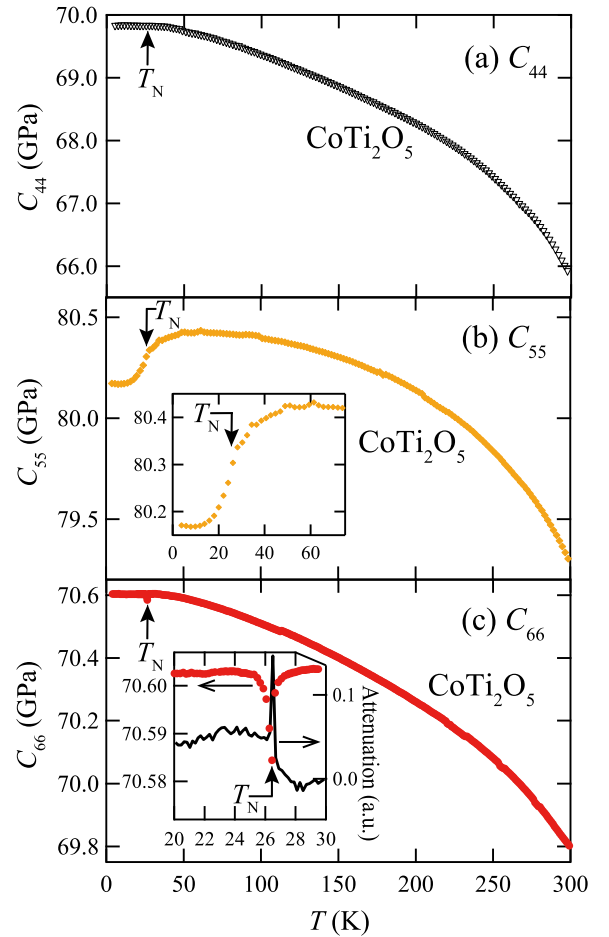 70.0
69.0
68.0
67.0
66.0
C44 (GPa)
TN
(a) C44
CoTi2O5
80.5
80.0
79.5
C55 (GPa)
TN
(b) C55
CoTi2O5
80.4
80.3
80.2
TN
0 20 40 60
70.6
70.4
70.2
70.0
69.8
C66 (GPa)
TN
(c) C66
CoTi2O5
70.60
70.59
70.58
TN
0.1
0.0
Attenuation (a.u.)
20 22 24 26 28 30
0 50 100 150 200 250 300
T (K)